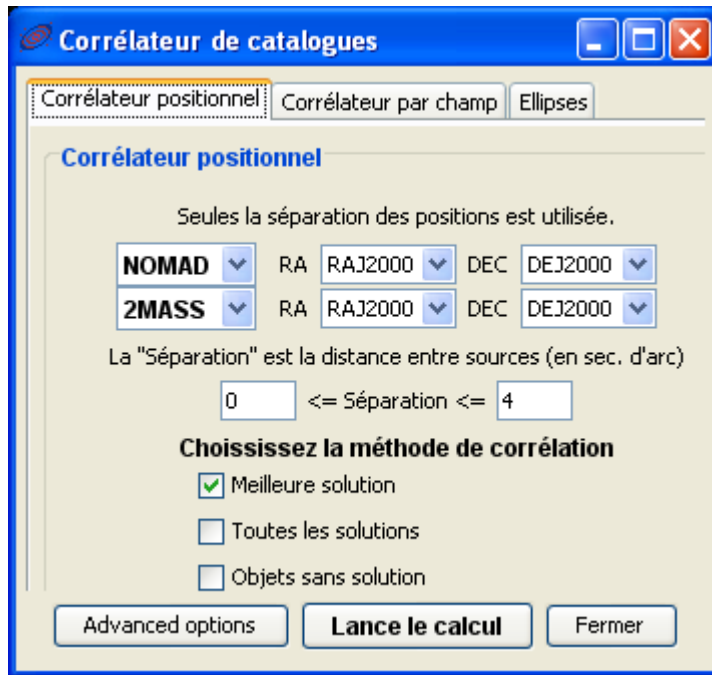 Corrélateur de catalogues
Corrélateur positionnel Corrélateur par champ Ellipses
Corrélateur positionnel
Seules la séparation des positions est utilisée.
NOMAD RA RAJ2000 DEC DEJ2000
2MASS RA RAJ2000 DEC DEJ2000
La "Séparation" est la distance entre sources (en sec. d'arc)
0 <= Séparation <= 4
Choississez la méthode de corrélation
Meilleure solution
Toutes les solutions
Objets sans solution
Advanced options Lance le calcul Fermer